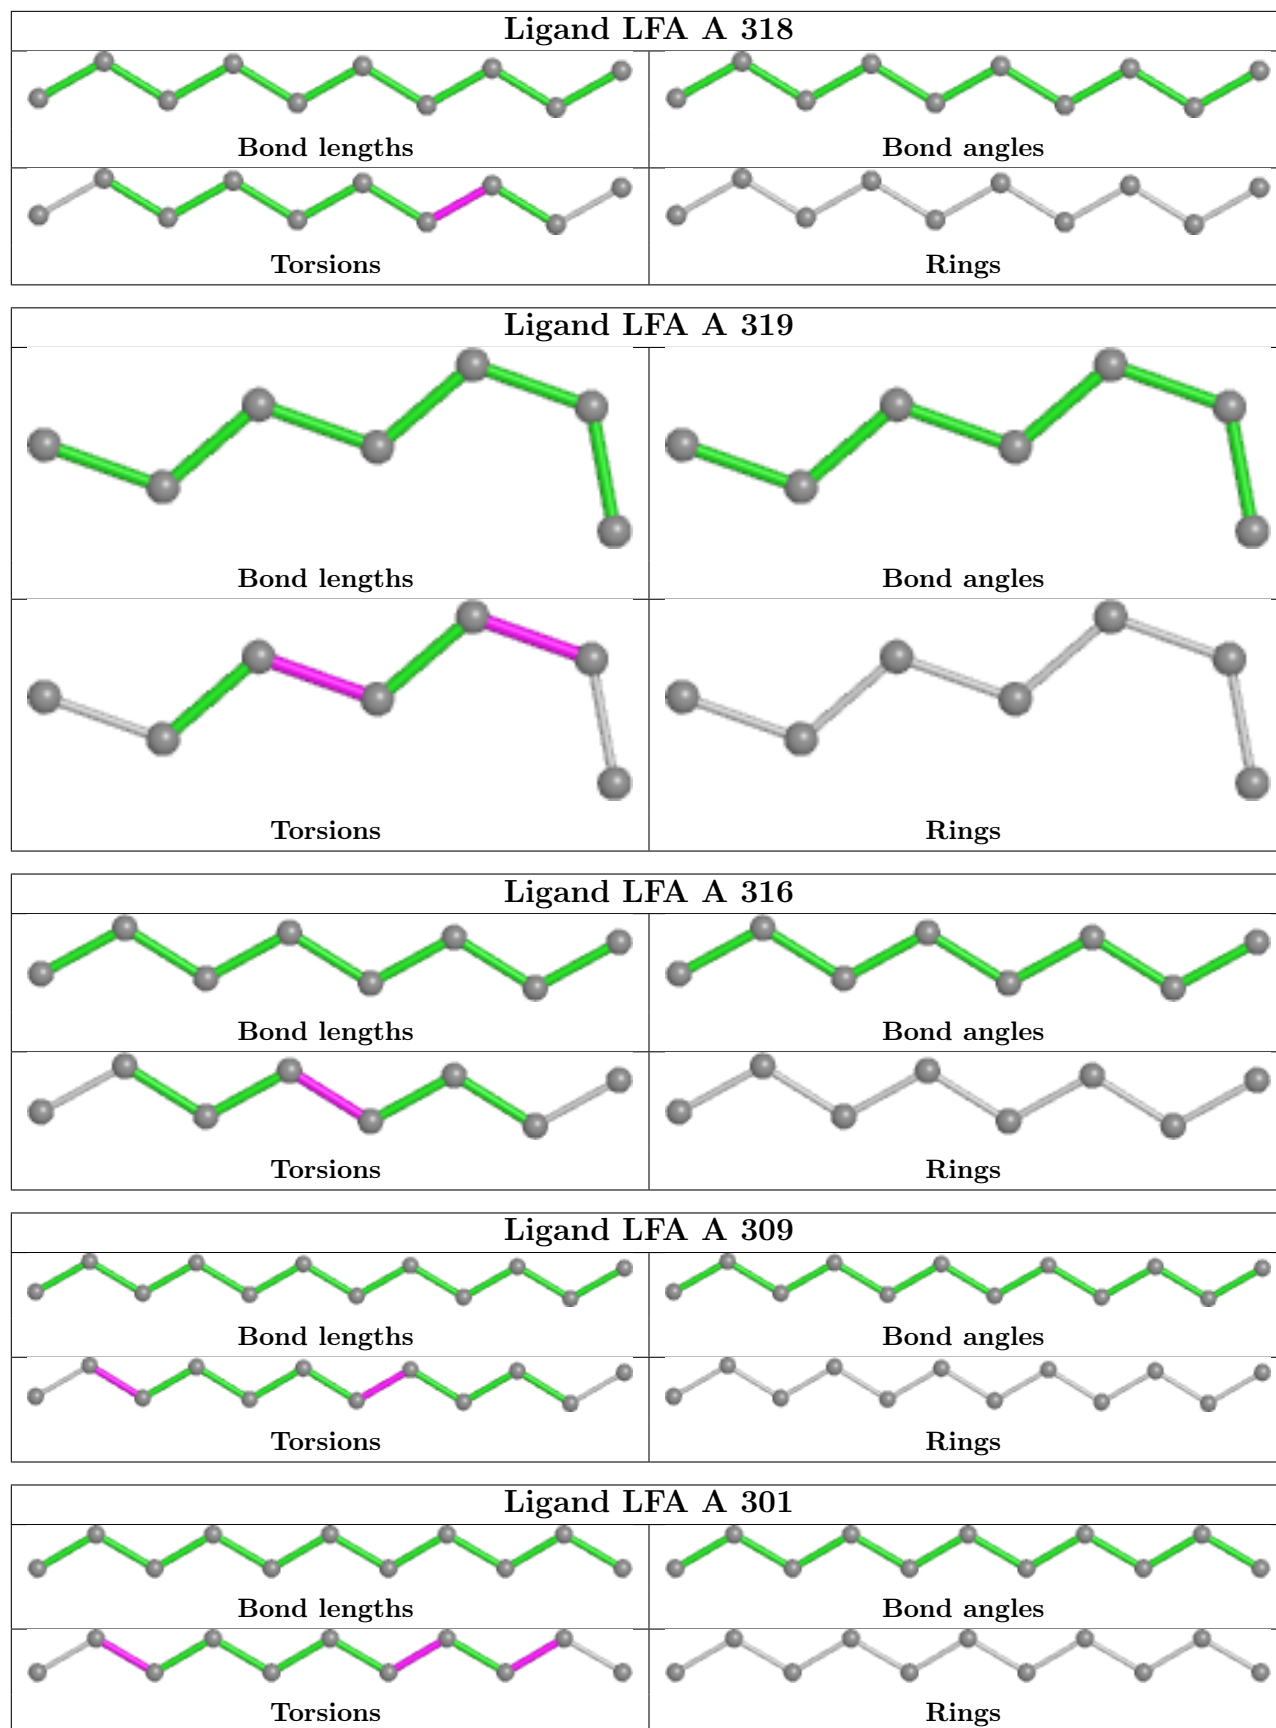 Ligand LFA A 318
Bond lengths
Bond angles
Torsions
Rings
Ligand LFA A 319
Bond lengths
Bond angles
Torsions
Rings
Ligand LFA A 316
Bond lengths
Bond angles
Torsions
Rings
Ligand LFA A 309
Bond lengths
Bond angles
Torsions
Rings
Ligand LFA A 301
Bond lengths
Bond angles
Torsions
Rings